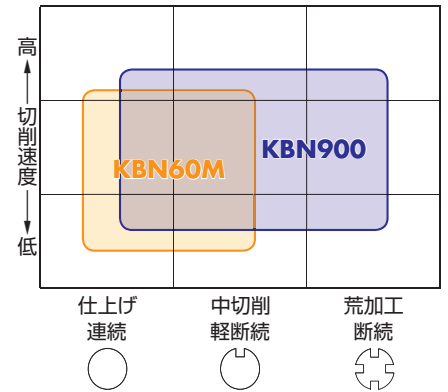 高
切削速度
低
KBN60M
KBN900
仕上げ
連続
中切削
軽断続
荒加工
断続